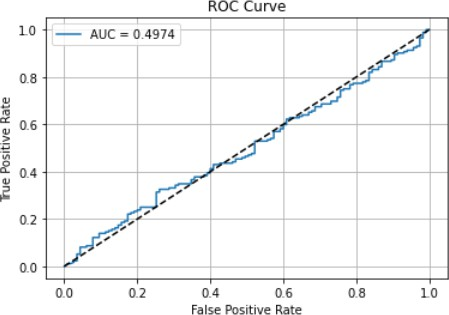 ROC Curve
AUC = 0.4974
True Positive Rate
1.0
0.8
0.6
0.4
0.2
0.0
0.0 0.2 0.4 0.6 0.8 1.0
False Positive Rate